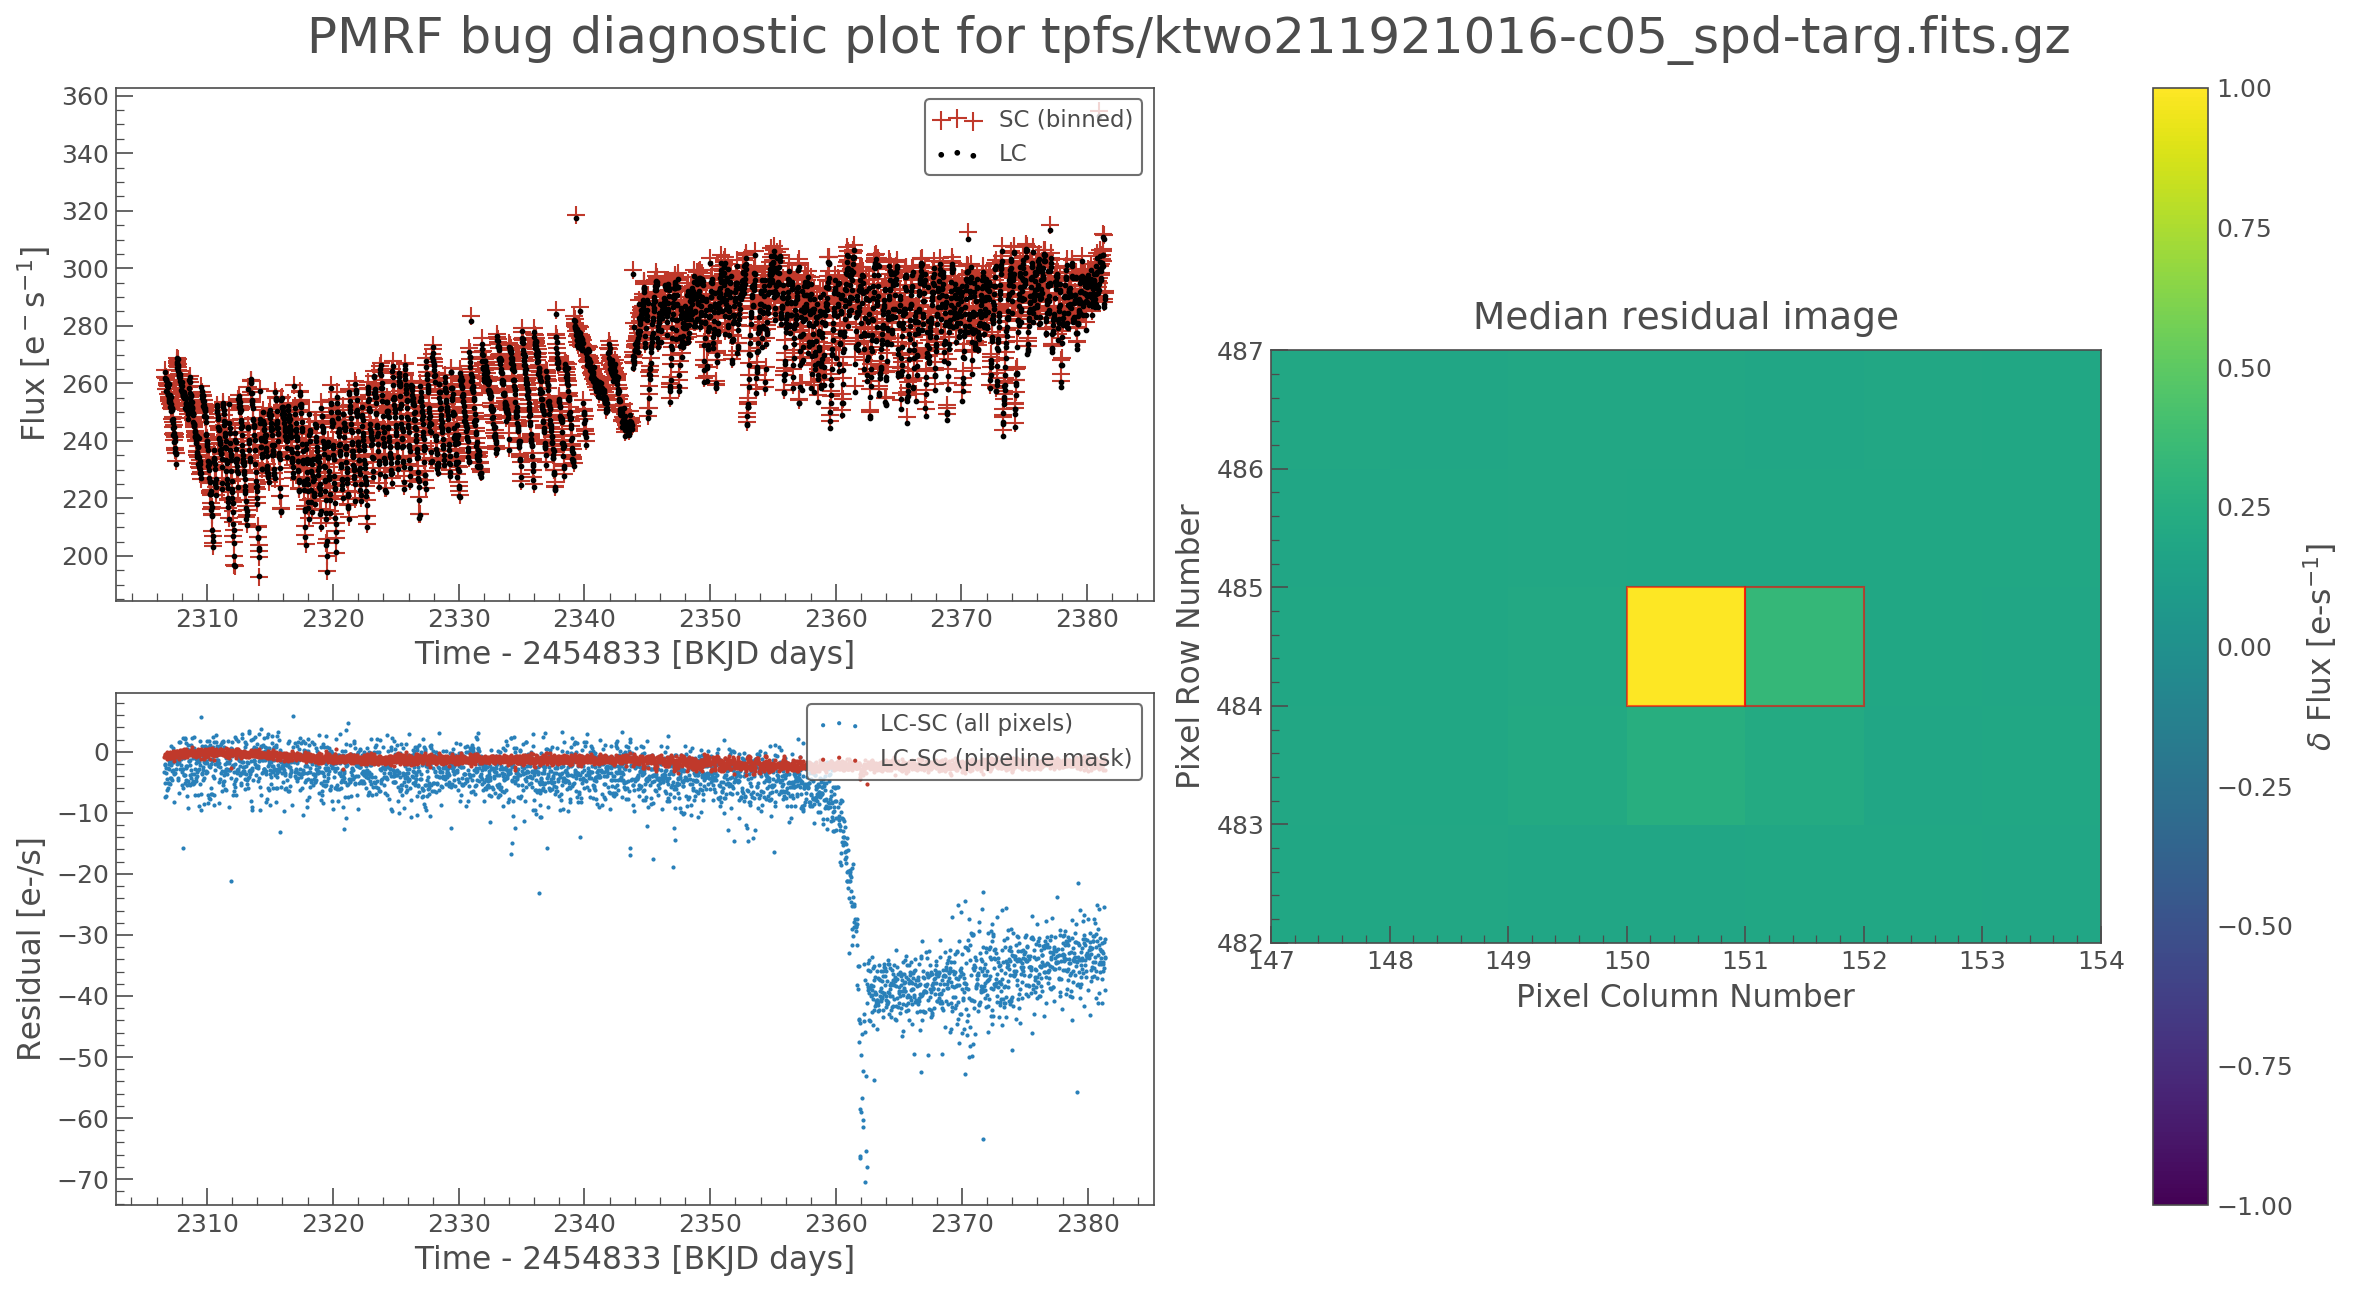 PMRF bug diagnostic plot for tpfs/ktwo211921016-c05_spd-targ.fits.gz
360
340
320
300
280
260
240
220
200
Flux [e⁻ s⁻¹]
SC (binned)
LC
2310 2320 2330 2340 2350 2360 2370 2380
Time - 2454833 [BKJD days]
0
−10
−20
−30
−40
−50
−60
−70
Residual [e-/s]
LC-SC (all pixels)
LC-SC (pipeline mask)
2310 2320 2330 2340 2350 2360 2370 2380
Time - 2454833 [BKJD days]
Median residual image
487
486
485
484
483
482
Pixel Row Number
147 148 149 150 151 152 153 154
Pixel Column Number
1.00
0.75
0.50
0.25
0.00
−0.25
−0.50
−0.75
−1.00
δ Flux [e-s⁻¹]